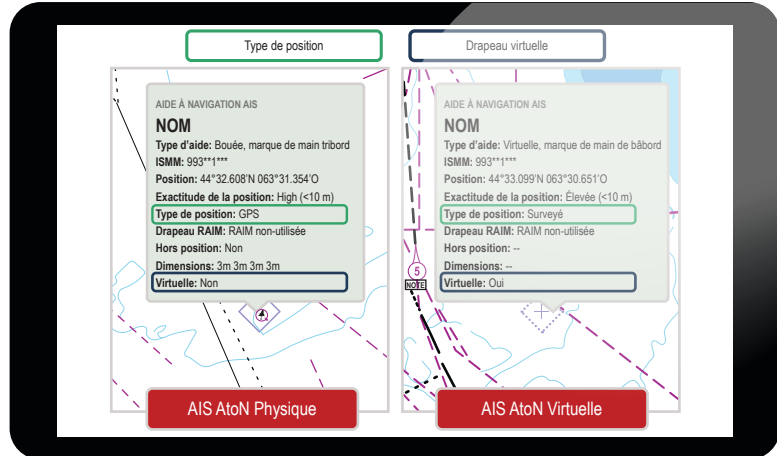 Type de position
Drapeau virtuelle
AIDE À NAVIGATION AIS
NOM
Type d'aide: Bouée, marque de main tribord
ISMM: 993**1***
Position: 44°32.608'N 063°31.354'O
Exactitude de la position: High (<10 m)
Type de position: GPS
Drapeau RAIM: RAIM non-utilisée
Hors position: Non
Dimensions: 3m 3m 3m 3m
Virtuelle: Non
AIS AtoN Physique
AIDE À NAVIGATION AIS
NOM
Type d'aide: Virtuelle, marque de main de bâbord
ISMM: 993**1***
Position: 44°33.099'N 063°30.651'O
Exactitude de la position: Élevée (<10 m)
Type de position: Surveyé
Drapeau RAIM: RAIM non-utilisée
Hors position: --
Dimensions: --
Virtuelle: Oui
5
NOTE
AIS AtoN Virtuelle